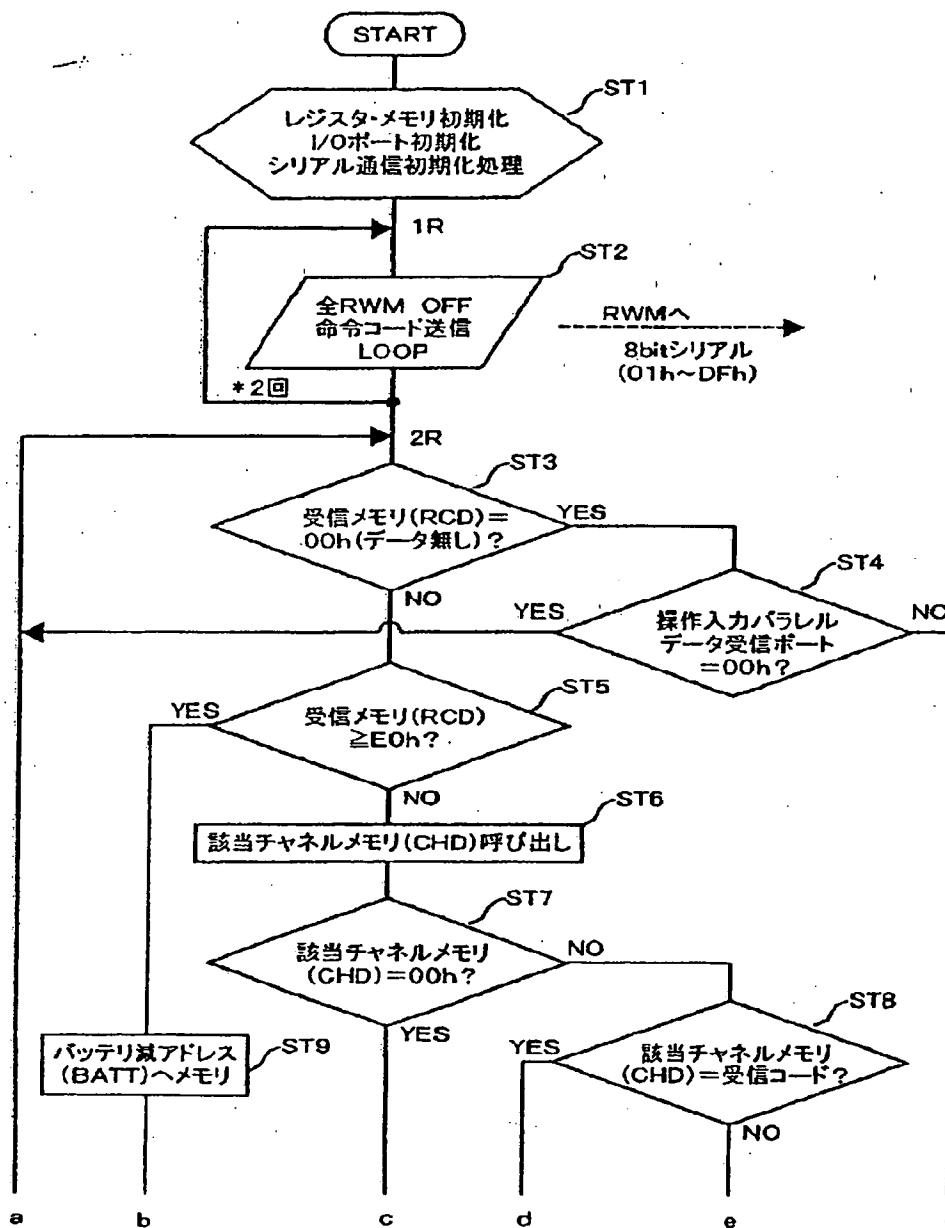 START
ST1
レジスタ・メモリ初期化
I/Oポート初期化
シリアル通信初期化処理
1R
ST2
全RWM OFF
命令コード送信
LOOP
RWMへ
8bitシリアル
(01h～DFh)
*2回
2R
ST3
受信メモリ(RCD)=
00h(データ無し)?
YES
ST4
NO
YES
操作入力パラレル
データ受信ポート
=00h?
NO
ST5
YES
受信メモリ(RCD)
≧E0h?
NO
ST6
該当チャネルメモリ(CHD)呼び出し
ST7
該当チャネルメモリ
(CHD)=00h?
NO
ST8
YES
バッテリ減アドレス
(BATT)へメモリ
ST9
YES
該当チャネルメモリ
(CHD)=受信コード?
NO
a
b
c
d
e